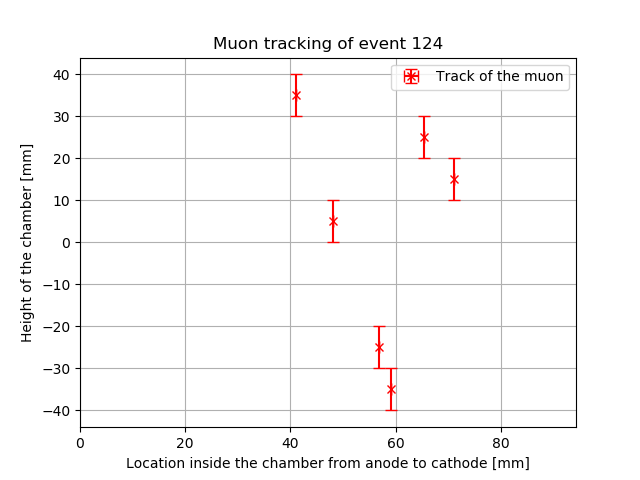 Muon tracking of event 124
Track of the muon
40
30
20
10
0
−10
−20
−30
−40
Height of the chamber [mm]
0 20 40 60 80
Location inside the chamber from anode to cathode [mm]